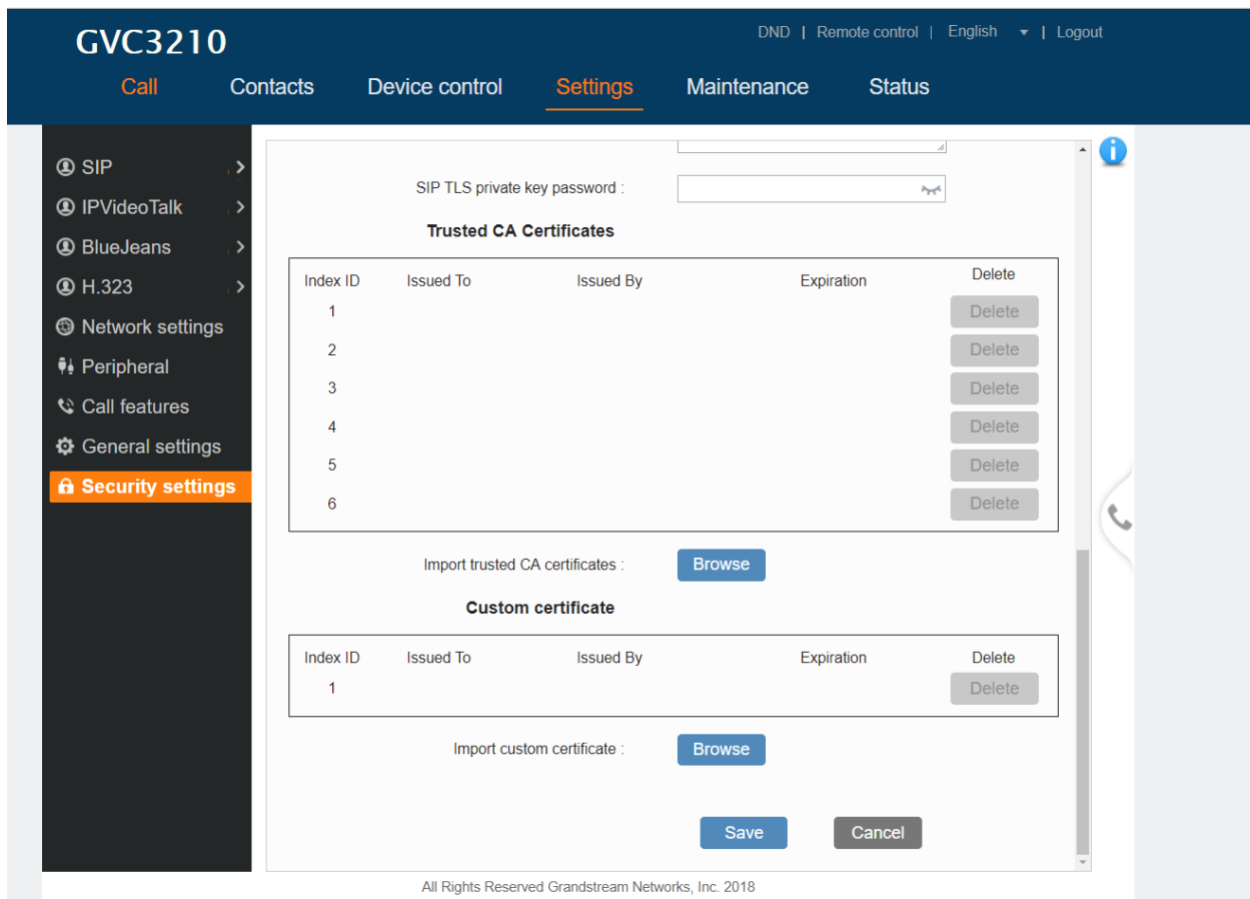 GVC3210
DND | Remote control | English | Logout
Call Contacts Device control Settings Maintenance Status
SIP
IPVideoTalk
BlueJeans
H.323
Network settings
Peripheral
Call features
General settings
Security settings
SIP TLS private key password :
Trusted CA Certificates
Index ID Issued To Issued By Expiration Delete
1 Delete
2 Delete
3 Delete
4 Delete
5 Delete
6 Delete
Import trusted CA certificates : Browse
Custom certificate
Index ID Issued To Issued By Expiration Delete
1 Delete
Import custom certificate : Browse
Save Cancel
All Rights Reserved Grandstream Networks, Inc. 2018